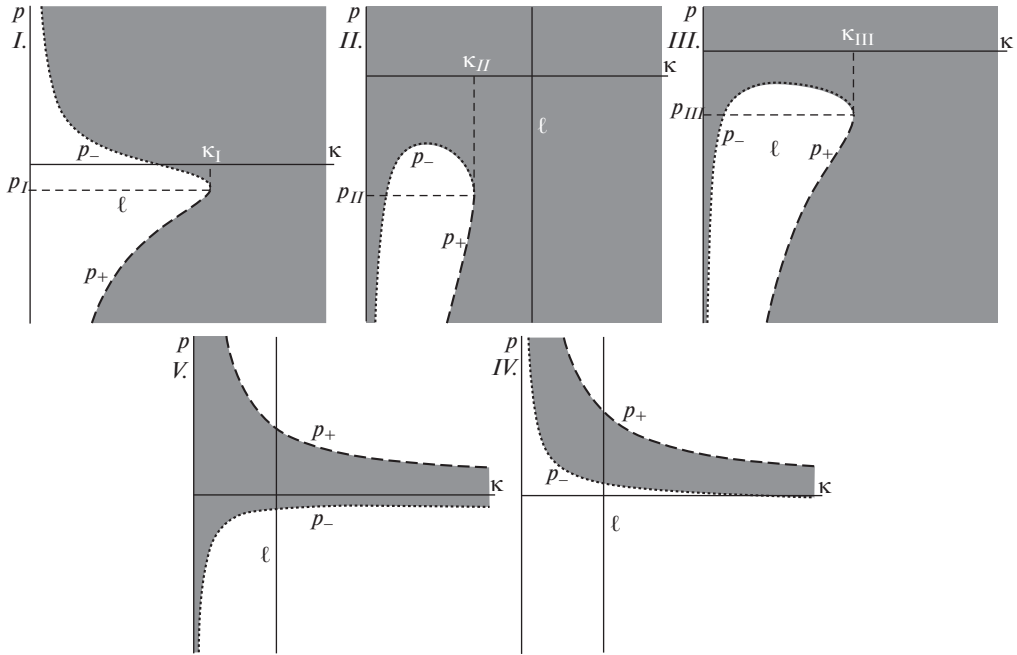 p
I.
p₋
κ_I
κ
p_I
ℓ
p₊
p
II.
κ_II
κ
ℓ
p₋
p_II
p₊
p
III.
κ_III
κ
p_III
p₋
ℓ
p₊
p
V.
p₊
κ
p₋
ℓ
p
IV.
p₊
p₋
κ
ℓ